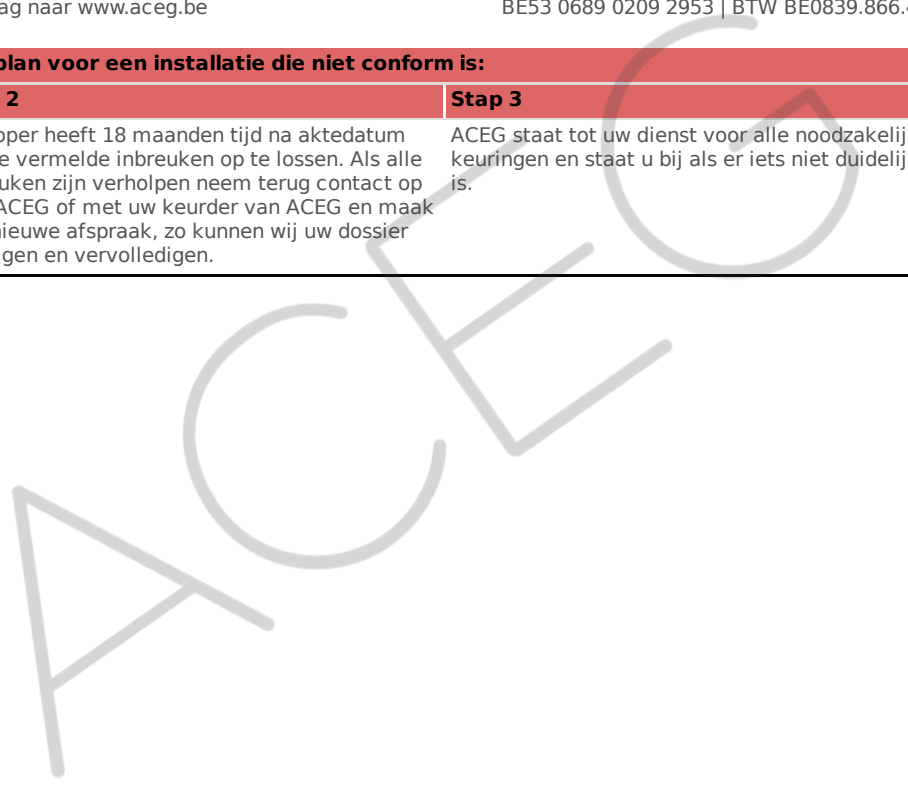 ag naar www.aceg.be
BE53 0689 0209 2953 | BTW BE0839.866.
plan voor een installatie die niet conform is:
2
Stap 3
oper heeft 18 maanden tijd na aktedatum
e vermelde inbreuken op te lossen. Als alle
uken zijn verholpen neem terug contact op
ACEG of met uw keurder van ACEG en maak
nieuwe afspraak, zo kunnen wij uw dossier
gen en vervolledigen.
ACEG staat tot uw dienst voor alle noodzakelij
keuringen en staat u bij als er iets niet duidelij
is.
ACEG